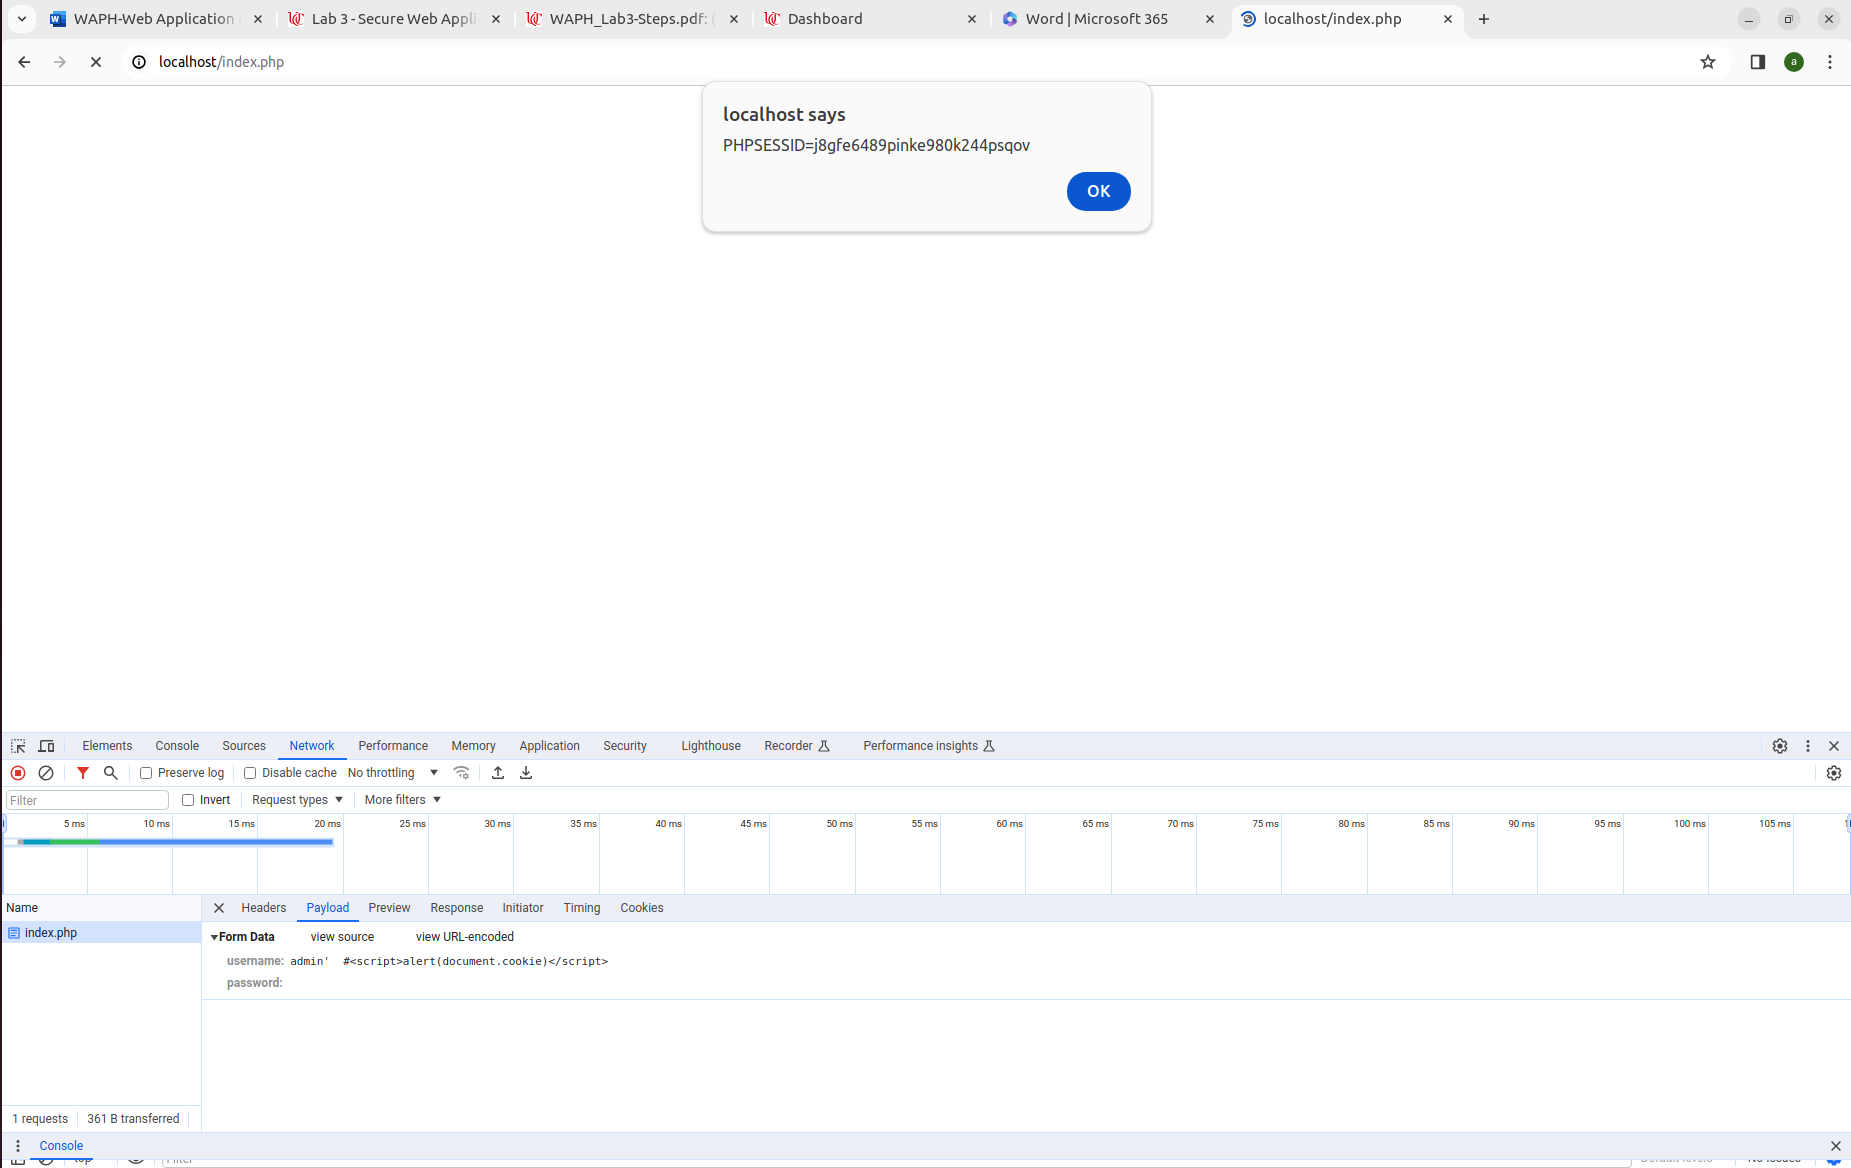 WAPH-Web Application
Lab 3 - Secure Web Appli
WAPH_Lab3-Steps.pdf: (
Dashboard
Word | Microsoft 365
localhost/index.php
localhost/index.php
a
localhost says
PHPSESSID=j8gfe6489pinke980k244psqov
OK
Elements Console Sources Network Performance Memory Application Security Lighthouse Recorder Performance insights
Preserve log Disable cache No throttling
Filter Invert Request types More filters
5 ms 10 ms 15 ms 20 ms 25 ms 30 ms 35 ms 40 ms 45 ms 50 ms 55 ms 60 ms 65 ms 70 ms 75 ms 80 ms 85 ms 90 ms 95 ms 100 ms 105 ms
Name Headers Payload Preview Response Initiator Timing Cookies
index.php
Form Data view source view URL-encoded
username: admin'  #<script>alert(document.cookie)</script>
password:
1 requests 361 B transferred
Console